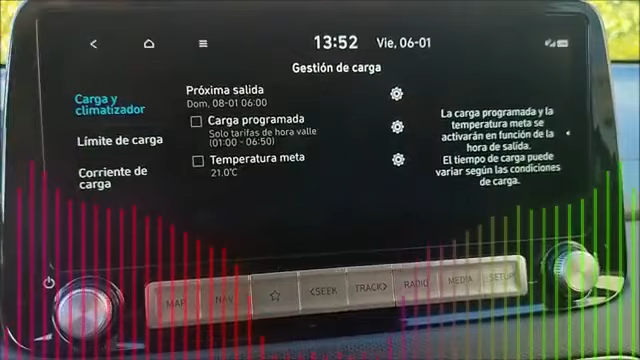 13:52 Vie, 06-01
Gestión de carga
Carga y
climatizador
Límite de carga
Corriente de
carga
Próxima salida
Dom, 08-01 06:00
Carga programada
Solo tarifas de hora valle
(01:00 - 06:50)
Temperatura meta
21.0°C
La carga programada y la
temperatura meta se
activarán en función de la
hora de salida.
El tiempo de carga puede
variar según las condiciones
de carga.
MAP NAV ☆ <SEEK TRACK> RADIO MEDIA SETUP